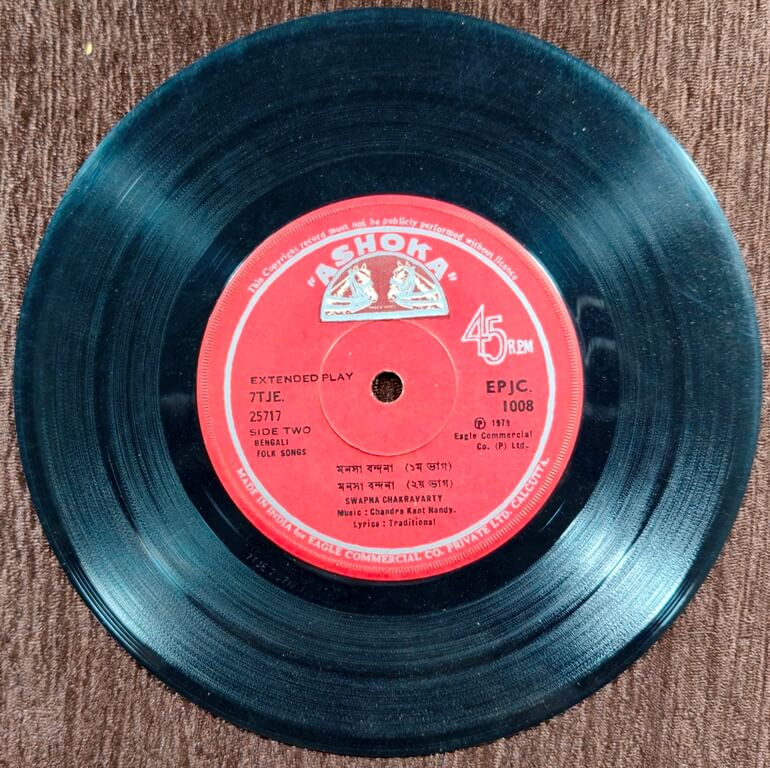 This Copyright record must not be publicly performed without licence
"ASHOKA"
45 R.P.M
EXTENDED PLAY
7TJE.
25717
SIDE TWO
BENGALI
FOLK SONGS
EPJC.
1008
Ⓟ 1979
Eagle Commercial
Co. (P) Ltd.
মনসা বন্দনা (১ম ভাগ)
মনসা বন্দনা (২য় ভাগ)
SWAPNA CHAKRAVARTY
Music : Chandra Kant Nandy.
Lyrics : Traditional
MADE IN INDIA for EAGLE COMMERCIAL CO. PRIVATE LTD. CALCUTTA.